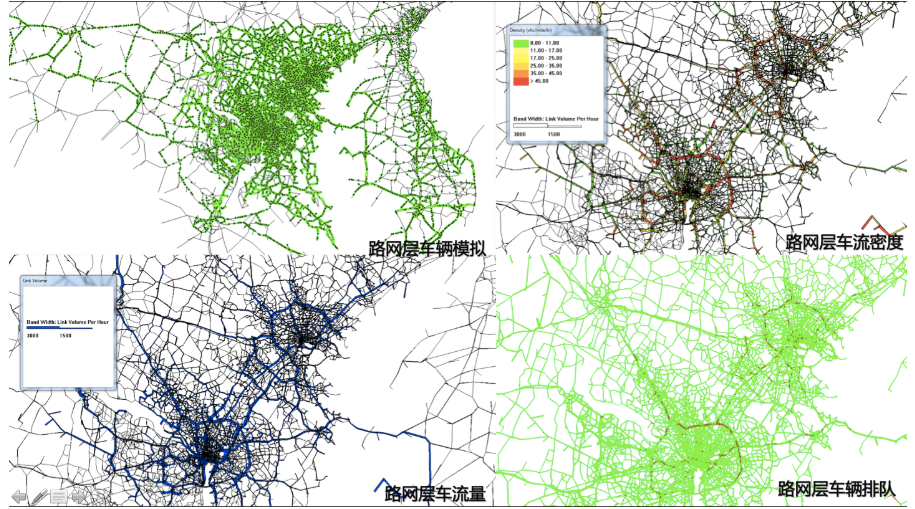 路网层车辆模拟
Density (veh/mile/ln)
0.00 - 11.00
11.00 - 17.00
17.00 - 25.00
25.00 - 35.00
35.00 - 45.00
> 45.00
Band Width: Link Volume Per Hour
3000 1500
路网层车流密度
Link Volume
Band Width: Link Volume Per Hour
3000 1500
路网层车流量
路网层车辆排队